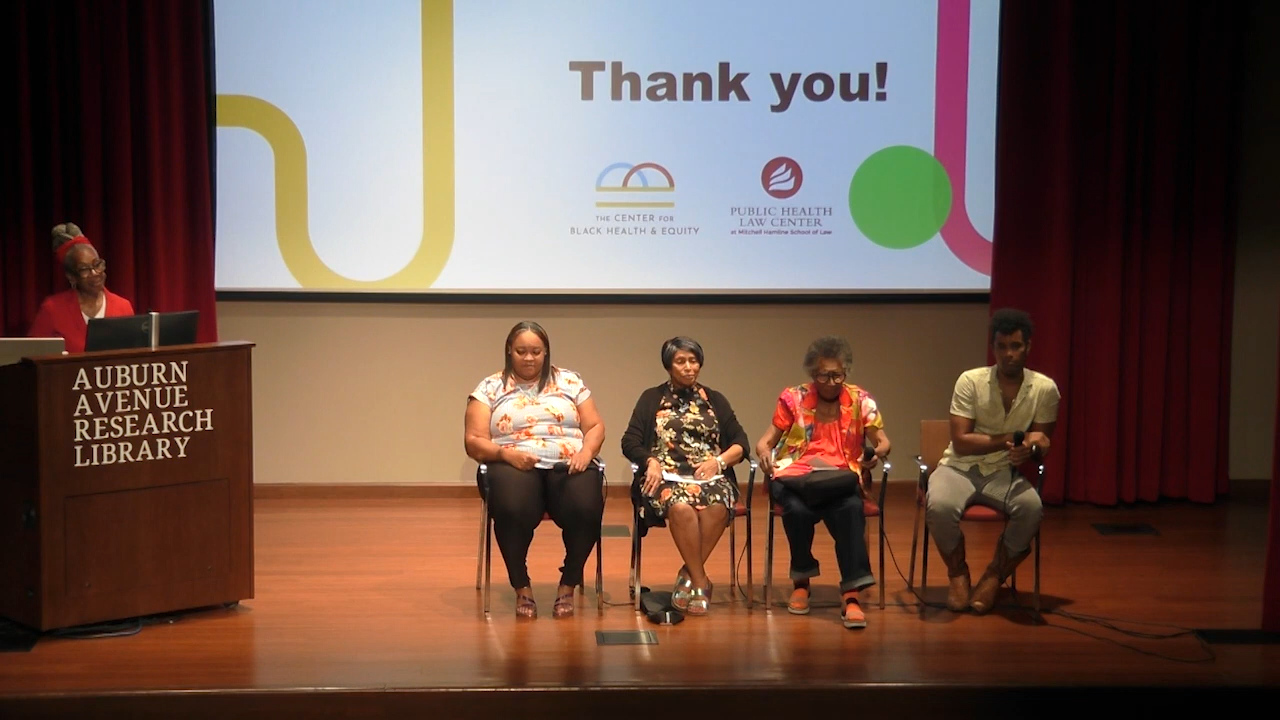 Thank you!
THE CENTER FOR
BLACK HEALTH & EQUITY
PUBLIC HEALTH
LAW CENTER
at Mitchell Hamline School of Law
AUBURN
AVENUE
RESEARCH
LIBRARY